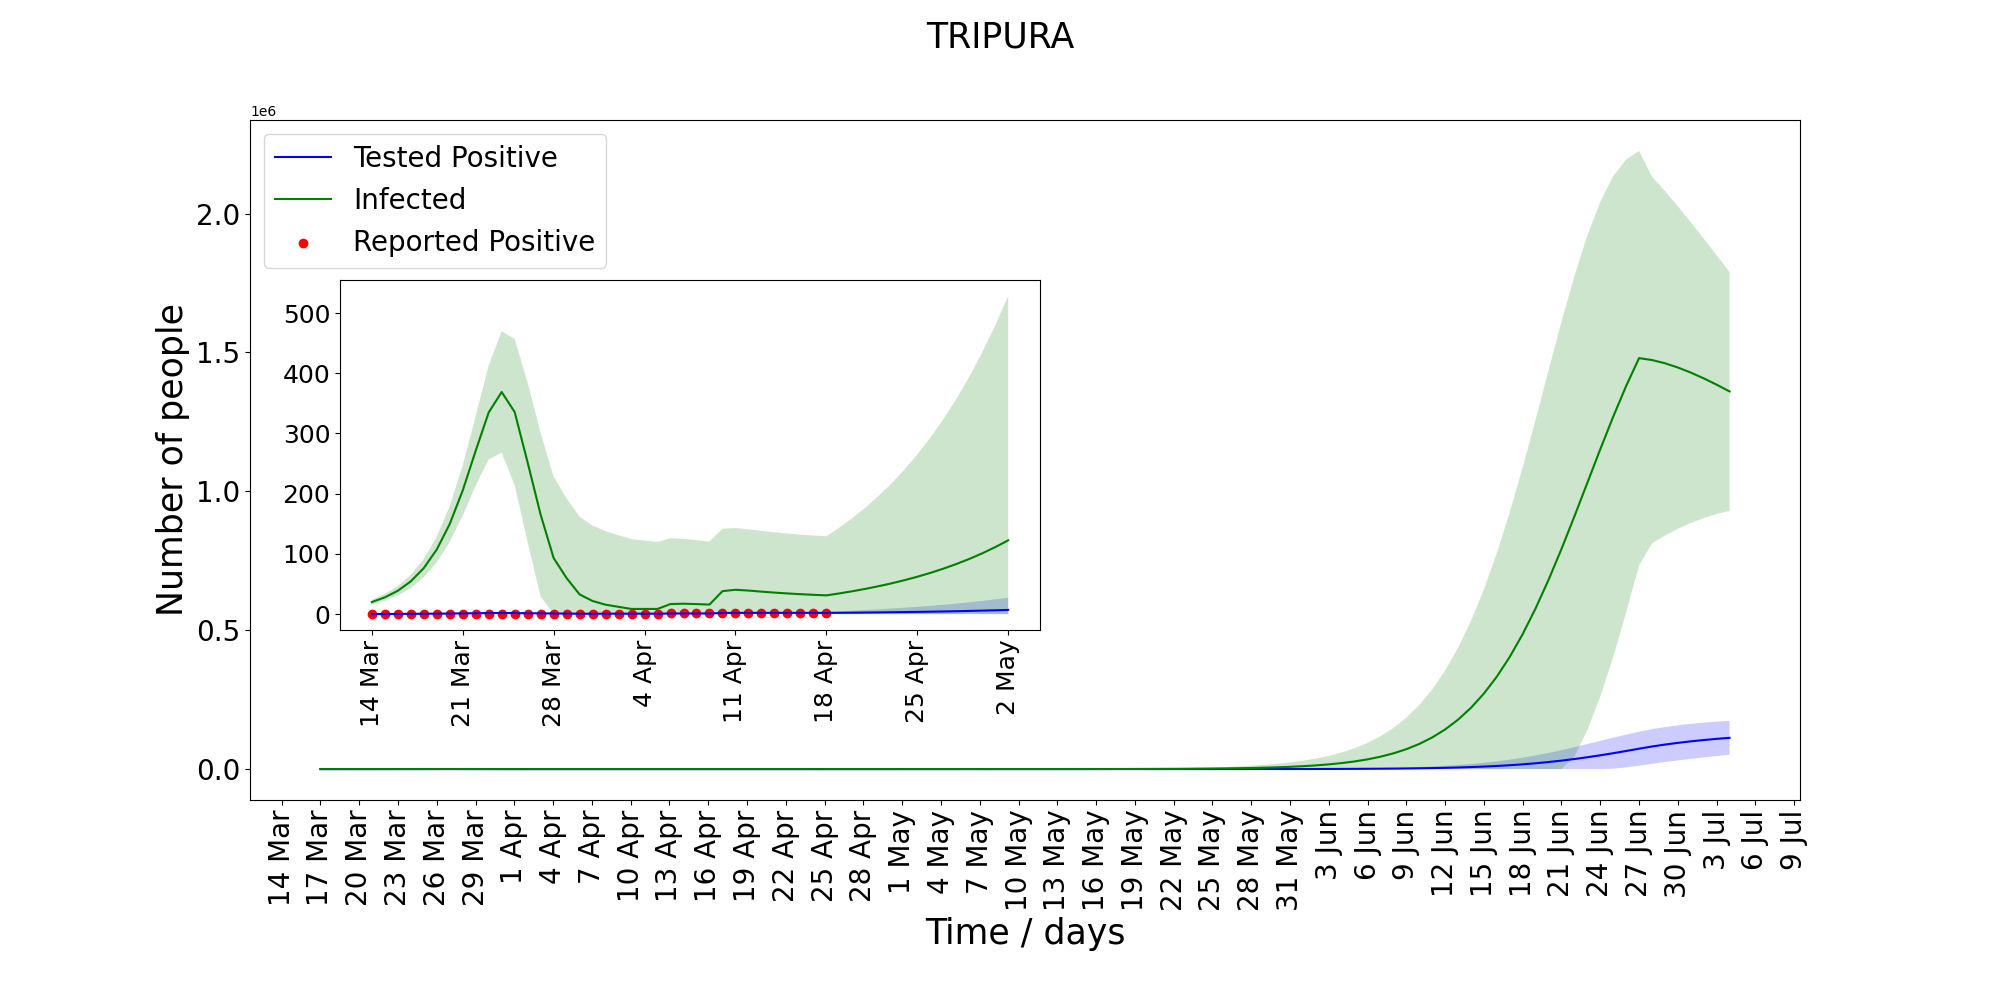 TRIPURA
1e6
Tested Positive
Infected
Reported Positive
Number of people
2.0
1.5
1.0
0.5
0.0
500
400
300
200
100
0
14 Mar
21 Mar
28 Mar
4 Apr
11 Apr
18 Apr
25 Apr
2 May
14 Mar
17 Mar
20 Mar
23 Mar
26 Mar
29 Mar
1 Apr
4 Apr
7 Apr
10 Apr
13 Apr
16 Apr
19 Apr
22 Apr
25 Apr
28 Apr
1 May
4 May
7 May
10 May
13 May
16 May
19 May
22 May
25 May
28 May
31 May
3 Jun
6 Jun
9 Jun
12 Jun
15 Jun
18 Jun
21 Jun
24 Jun
27 Jun
30 Jun
3 Jul
6 Jul
9 Jul
Time / days